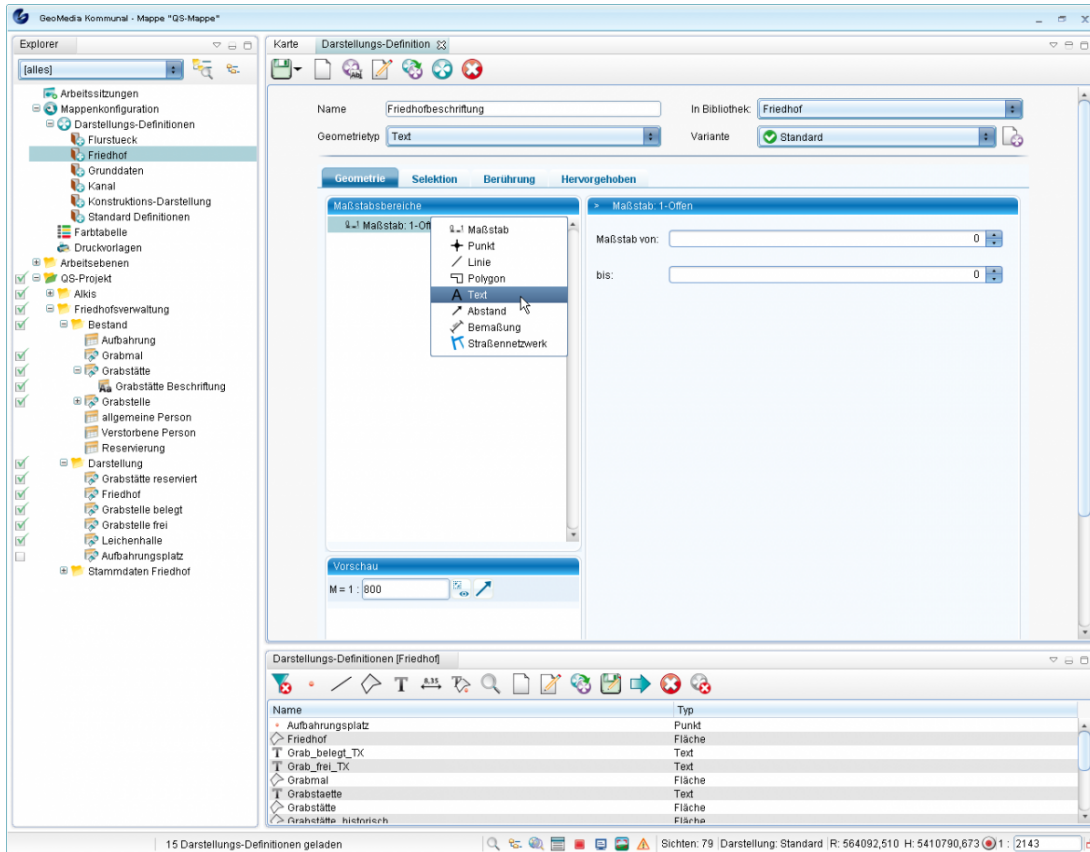 GeoMedia Kommunal - Mappe "QS-Mappe"
Explorer
[alles]
Arbeitssitzungen
Mappenkonfiguration
Darstellungs-Definitionen
Flurstueck
Friedhof
Grunddaten
Kanal
Konstruktions-Darstellung
Standard Definitionen
Farbtabelle
Druckvorlagen
Arbeitsebenen
QS-Projekt
Alkis
Friedhofsverwaltung
Bestand
Aufbahrung
Grabmal
Grabstätte
Grabstätte Beschriftung
Grabstelle
allgemeine Person
Verstorbene Person
Reservierung
Darstellung
Grabstätte reserviert
Friedhof
Grabstelle belegt
Grabstelle frei
Leichenhalle
Aufbahrungsplatz
Stammdaten Friedhof
Karte Darstellungs-Definition
Name Friedhofbeschriftung In Bibliothek: Friedhof
Geometrietyp Text Variante Standard
Geometrie Selektion Berührung Hervorgehoben
Maßstabsbereiche
Maßstab: 1-Off
Maßstab
Punkt
Linie
Polygon
Text
Abstand
Bemaßung
Straßennetzwerk
> Maßstab: 1-Offen
Maßstab von: 0
bis: 0
Vorschau
M = 1 : 800
Darstellungs-Definitionen [Friedhof]
Name Typ
Aufbahrungsplatz Punkt
Friedhof Fläche
Grab_belegt_TX Text
Grab_frei_TX Text
Grabmal Fläche
Grabstaette Text
Grabstätte Fläche
Grabstätte_historisch Fläche
15 Darstellungs-Definitionen geladen Sichten: 79 Darstellung: Standard R: 564092,510 H: 5410790,673 1 : 2143